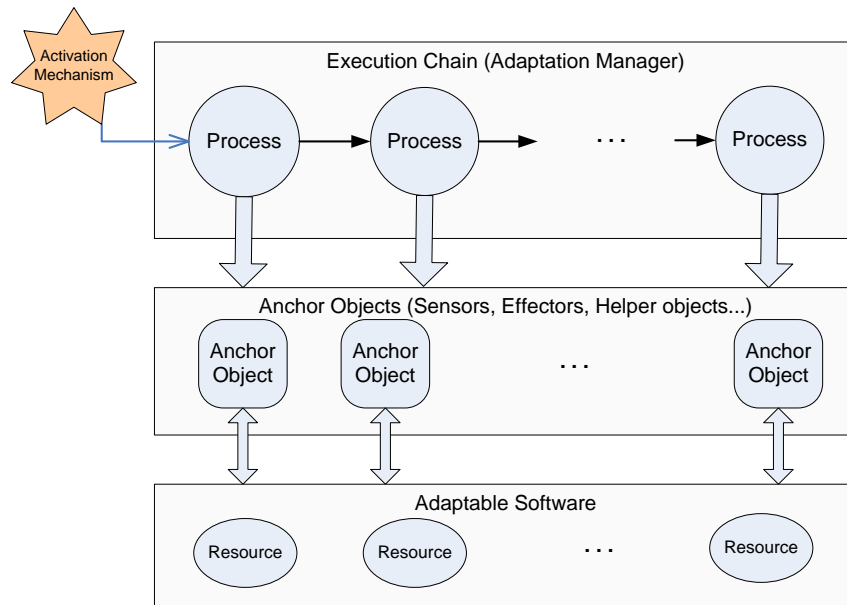 Activation
Mechanism
Execution Chain (Adaptation Manager)
Process
Process
. . .
Process
Anchor Objects (Sensors, Effectors, Helper objects...)
Anchor
Object
Anchor
Object
. . .
Anchor
Object
Adaptable Software
Resource
Resource
. . .
Resource